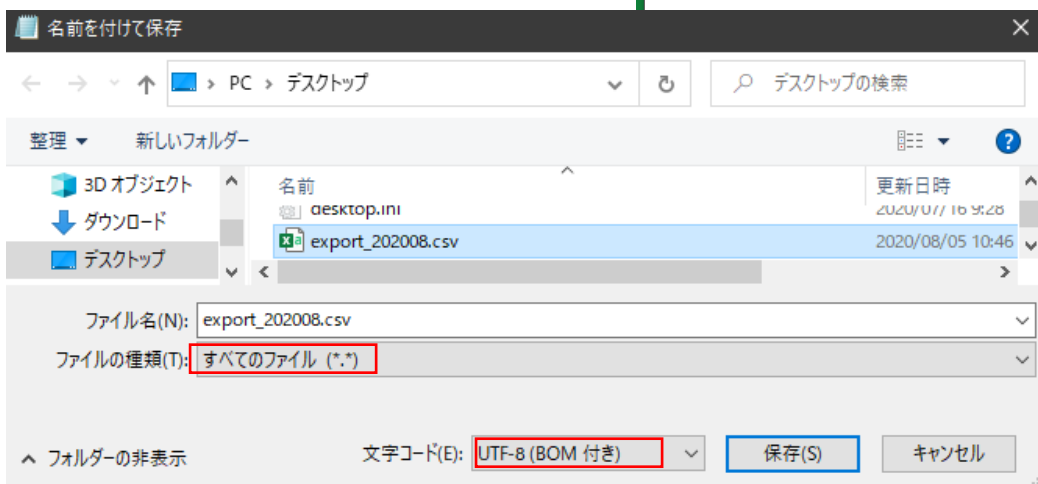 名前を付けて保存
PC > デスクトップ
デスクトップの検索
整理 新しいフォルダー
3D オブジェクト
ダウンロード
デスクトップ
名前 更新日時
desktop.ini 2020/07/16 9:28
export_202008.csv 2020/08/05 10:46
ファイル名(N): export_202008.csv
ファイルの種類(T): すべてのファイル (*.*)
フォルダーの非表示 文字コード(E): UTF-8 (BOM 付き) 保存(S) キャンセル